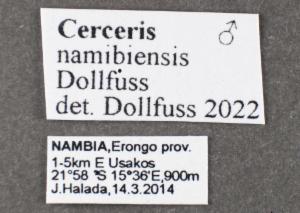 Cerceris ♂
namibiensis
Dollfuss
det. Dollfuss 2022
NAMBIA,Erongo prov.
1-5km E Usakos
21°58 °S 15°36'E,900m
J.Halada,14.3.2014